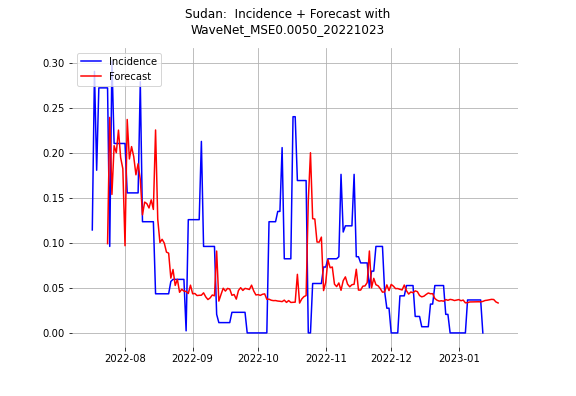 Sudan:  Incidence + Forecast with
WaveNet_MSE0.0050_20221023
Incidence
Forecast
0.30
0.25
0.20
0.15
0.10
0.05
0.00
2022-08 2022-09 2022-10 2022-11 2022-12 2023-01